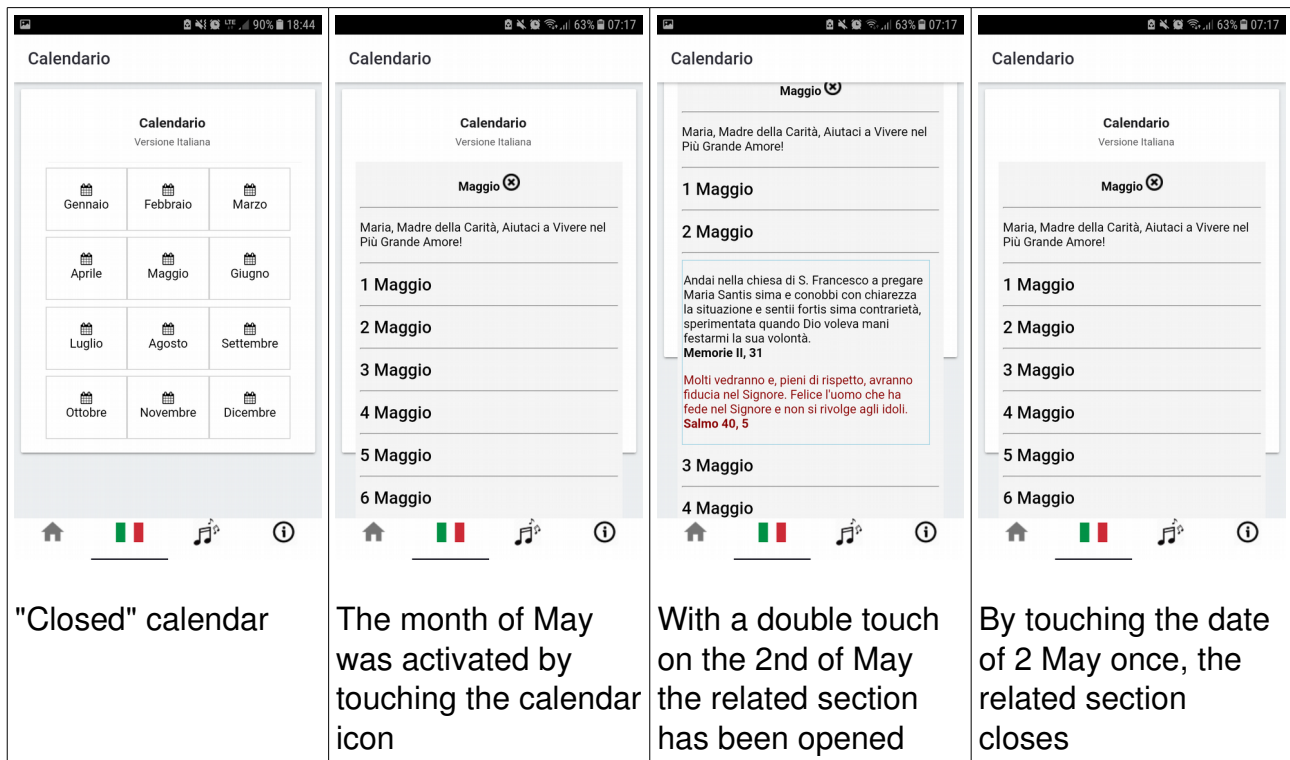 90% 18:44
Calendario
Calendario
Versione Italiana
Gennaio
Febbraio
Marzo
Aprile
Maggio
Giugno
Luglio
Agosto
Settembre
Ottobre
Novembre
Dicembre
"Closed" calendar
63% 07:17
Calendario
Calendario
Versione Italiana
Maggio
Maria, Madre della Carità, Aiutaci a Vivere nel
Più Grande Amore!
1 Maggio
2 Maggio
3 Maggio
4 Maggio
5 Maggio
6 Maggio
The month of May
was activated by
touching the calendar
icon
63% 07:17
Calendario
Maggio
Maria, Madre della Carità, Aiutaci a Vivere nel
Più Grande Amore!
1 Maggio
2 Maggio
Andai nella chiesa di S. Francesco a pregare
Maria Santis sima e conobbi con chiarezza
la situazione e sentii fortis sima contrarietà,
sperimentata quando Dio voleva mani
festarmi la sua volontà.
Memorie II, 31
Molti vedranno e, pieni di rispetto, avranno
fiducia nel Signore. Felice l'uomo che ha
fede nel Signore e non si rivolge agli idoli.
Salmo 40, 5
3 Maggio
4 Maggio
With a double touch
on the 2nd of May
the related section
has been opened
63% 07:17
Calendario
Calendario
Versione Italiana
Maggio
Maria, Madre della Carità, Aiutaci a Vivere nel
Più Grande Amore!
1 Maggio
2 Maggio
3 Maggio
4 Maggio
5 Maggio
6 Maggio
By touching the date
of 2 May once, the
related section
closes